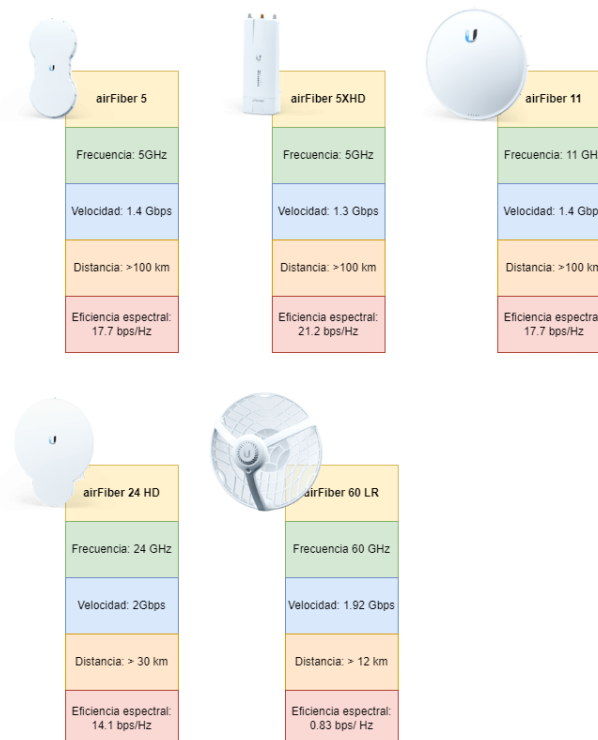 airFiber 5
Frecuencia: 5GHz
Velocidad: 1.4 Gbps
Distancia: >100 km
Eficiencia espectral:
17.7 bps/Hz
airFiber 5XHD
Frecuencia: 5GHz
Velocidad: 1.3 Gbps
Distancia: >100 km
Eficiencia espectral:
21.2 bps/Hz
airFiber 11
Frecuencia: 11 GH
Velocidad: 1.4 Gbp
Distancia: >100 km
Eficiencia espectra
17.7 bps/Hz
airFiber 24 HD
Frecuencia: 24 GHz
Velocidad: 2Gbps
Distancia: > 30 km
Eficiencia espectral:
14.1 bps/Hz
airFiber 60 LR
Frecuencia 60 GHz
Velocidad: 1.92 Gbps
Distancia: > 12 km
Eficiencia espectral:
0.83 bps/ Hz